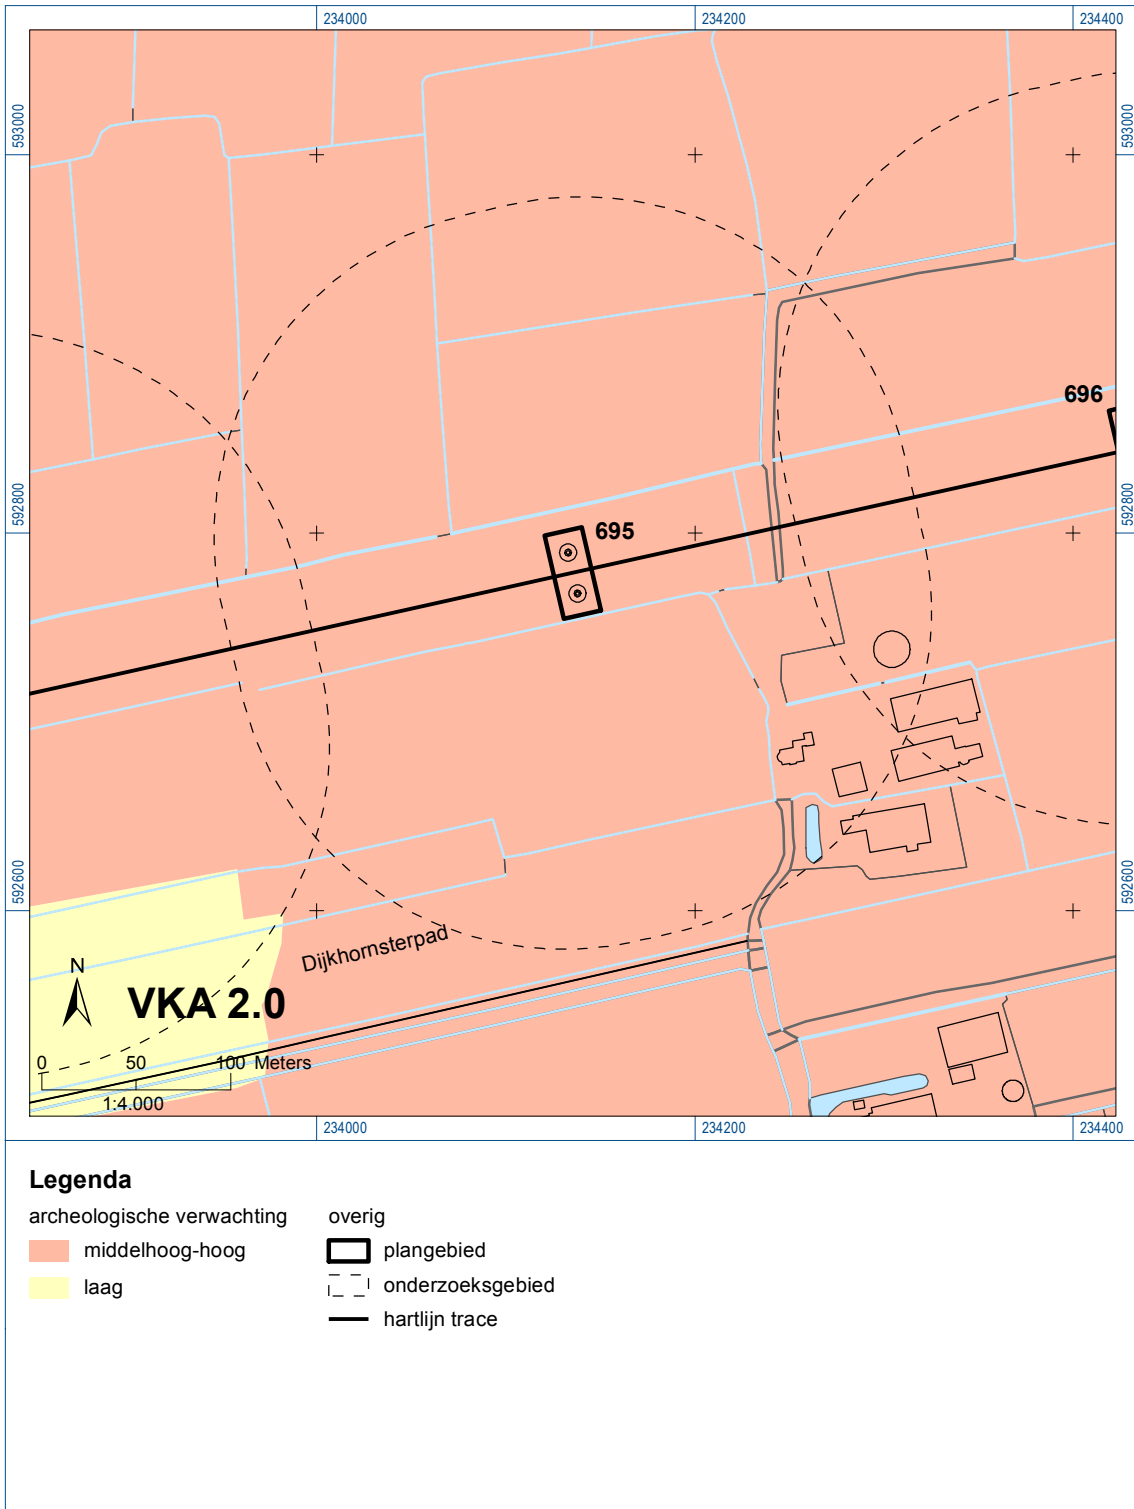 234000
234200
234400
593000
593000
696
592800
695
592800
592600
592600
Dijkhornsterpad
N
VKA 2.0
0 50 100 Meters
1:4.000
234000
234200
234400
Legenda
archeologische verwachting
middelhoog-hoog
laag
overig
plangebied
onderzoeksgebied
hartlijn trace